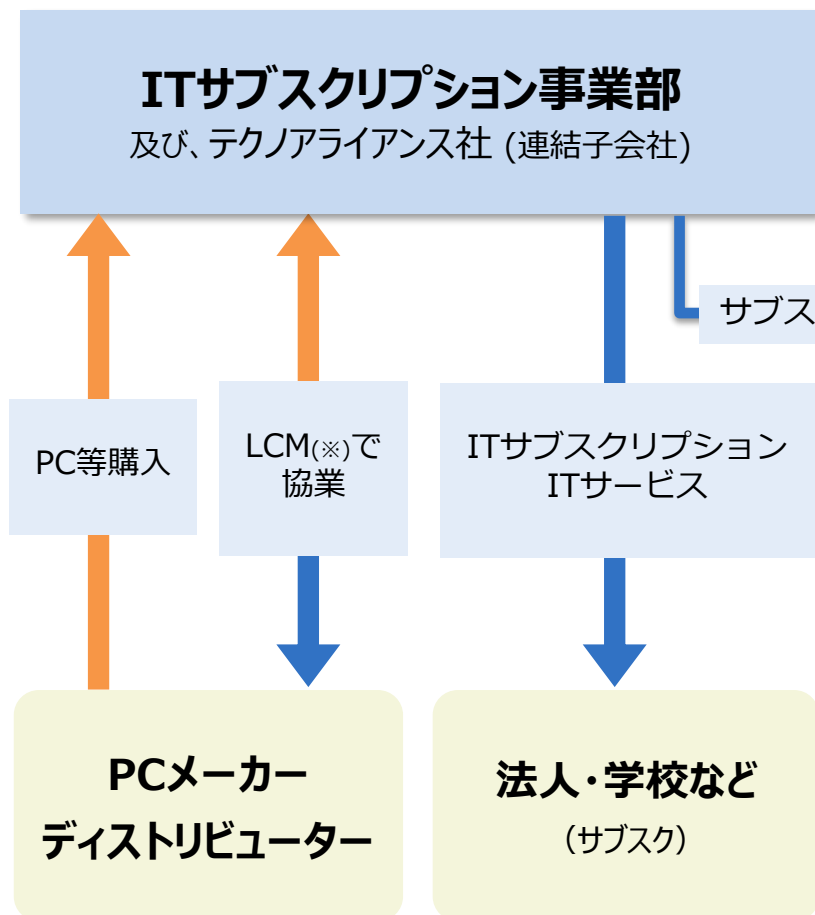 ITサブスクリプション事業部
及び、テクノアライアンス社 (連結子会社)
サブス
PC等購入
LCM(※)で
協業
ITサブスクリプション
ITサービス
PCメーカー
ディストリビューター
法人・学校など
(サブスク)